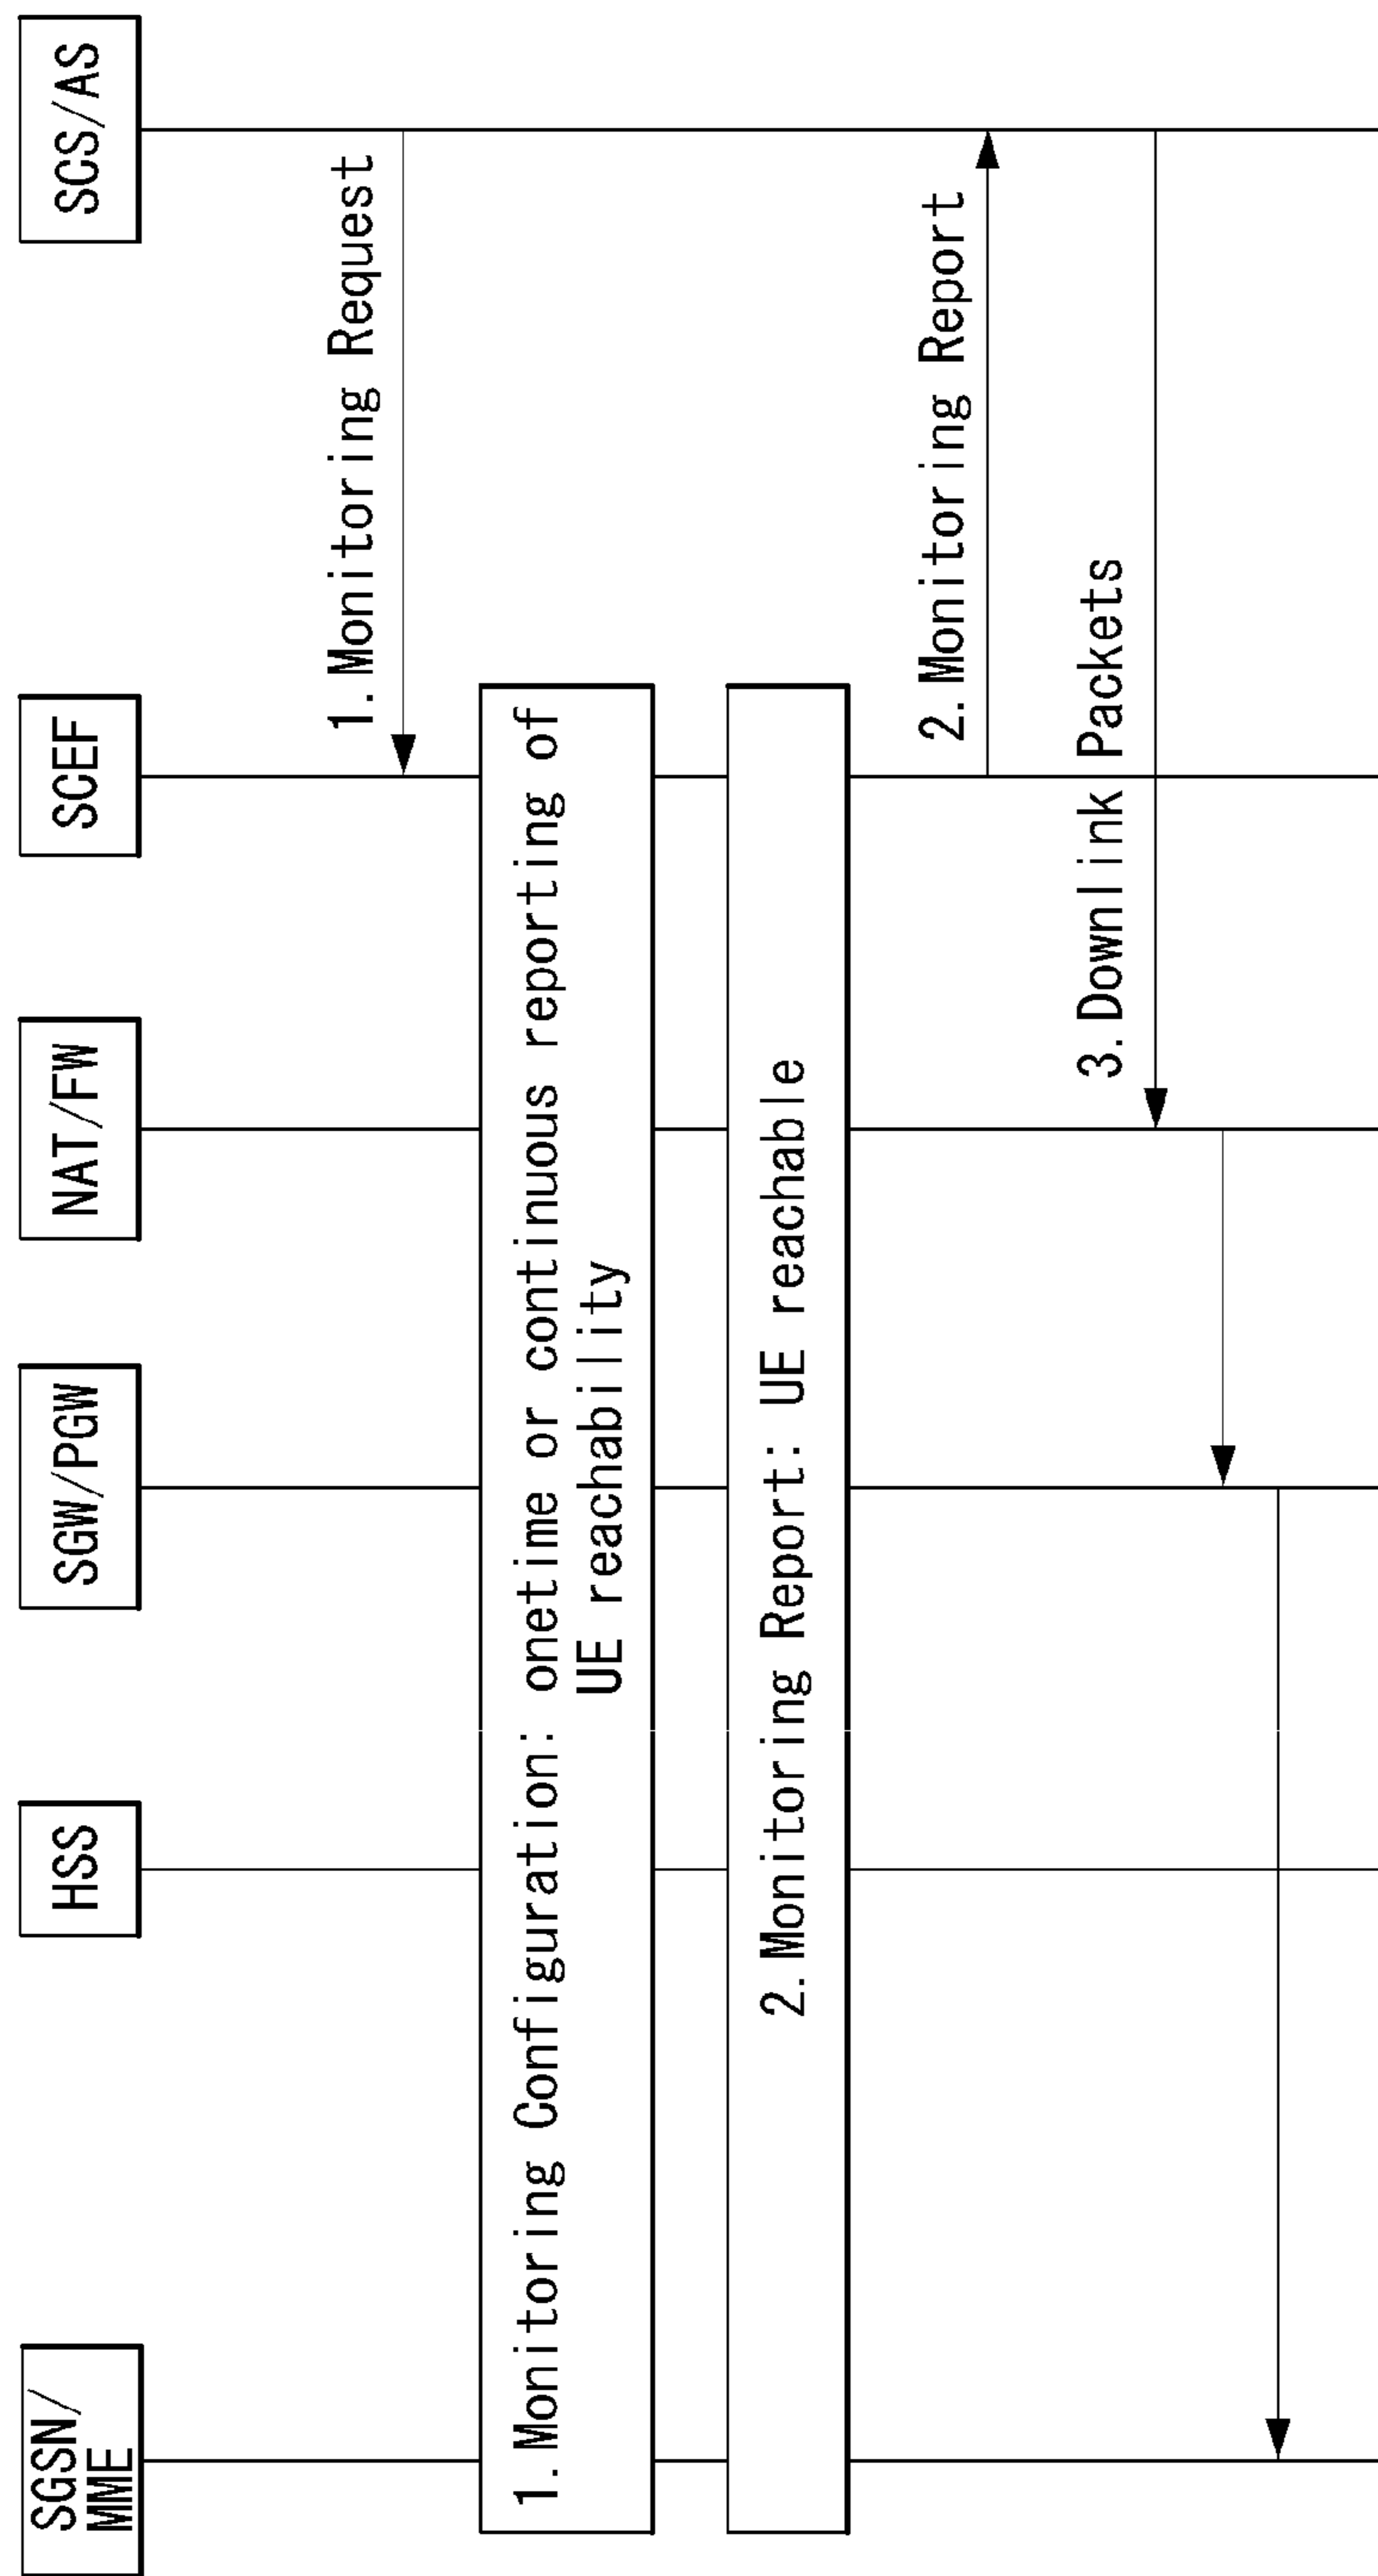 SGSN/
MME
HSS
SGW/PGW
NAT/FW
SCEF
SCS/AS
1.Monitoring Request
1.Monitoring Configuration: onetime or continuous reporting of
UE reachability
2.Monitoring Report: UE reachable
2.Monitoring Report
3.Downlink Packets